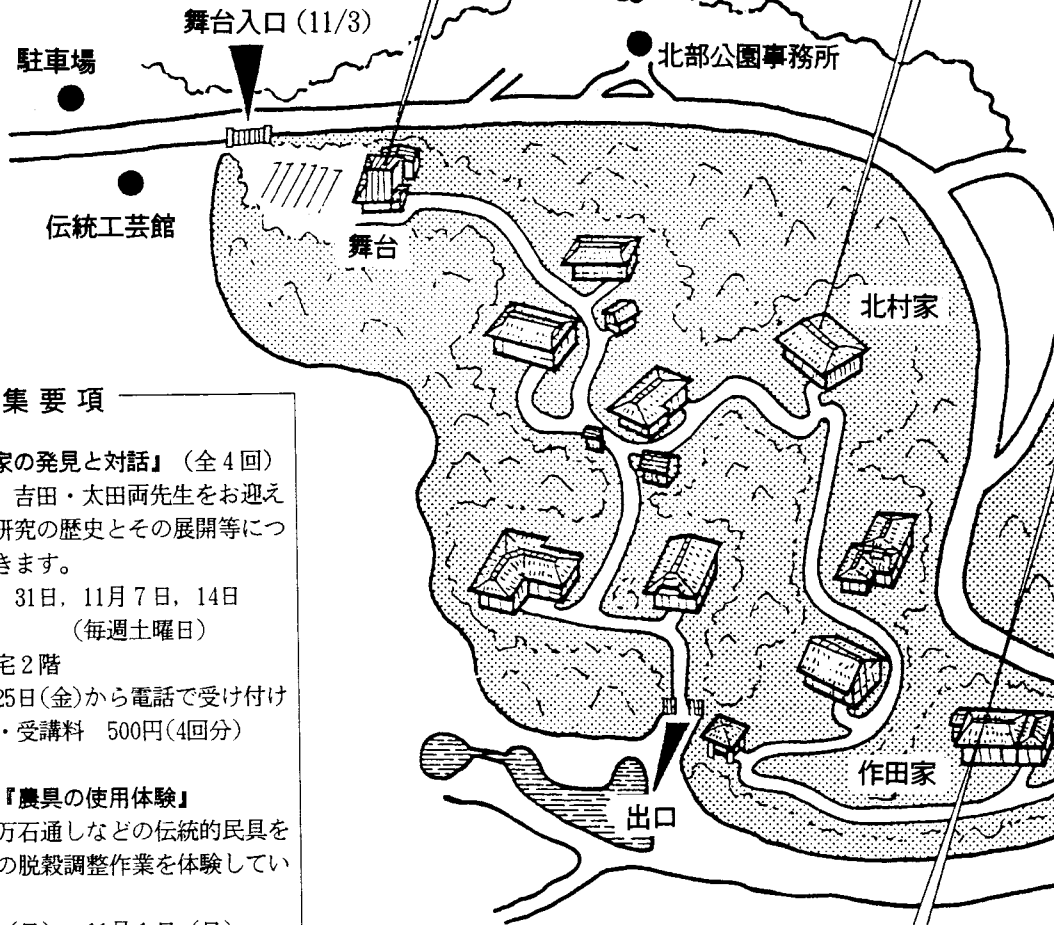 舞台入口(11/3)
駐車場
北部公園事務所
伝統工芸館
舞台
北村家
集要項
家の発見と対話』(全4回)
吉田・太田両先生をお迎え
研究の歴史とその展開等につ
きます。
31日,11月7日,14日
(毎週土曜日)
宅2階
25日(金)から電話で受け付け
・受講料 500円(4回分)
『農具の使用体験』
万石通しなどの伝統的民具を
の脱穀調整作業を体験してい
作田家
出口